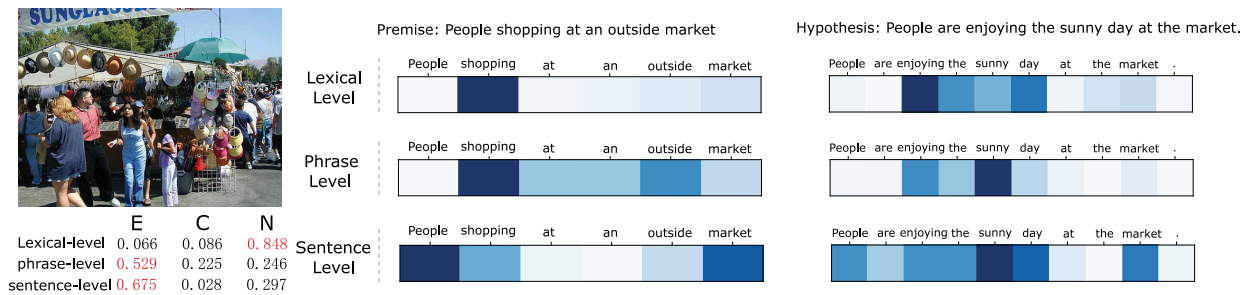 SUNGLASSES
E C N
Lexical-level 0.066 0.086 0.848
phrase-level 0.529 0.225 0.246
sentence-level 0.675 0.028 0.297
Premise: People shopping at an outside market
Lexical Level
People shopping at an outside market
Phrase Level
People shopping at an outside market
Sentence Level
People shopping at an outside market
Hypothesis: People are enjoying the sunny day at the market.
People are enjoying the sunny day at the market .
People are enjoying the sunny day at the market .
People are enjoying the sunny day at the market .